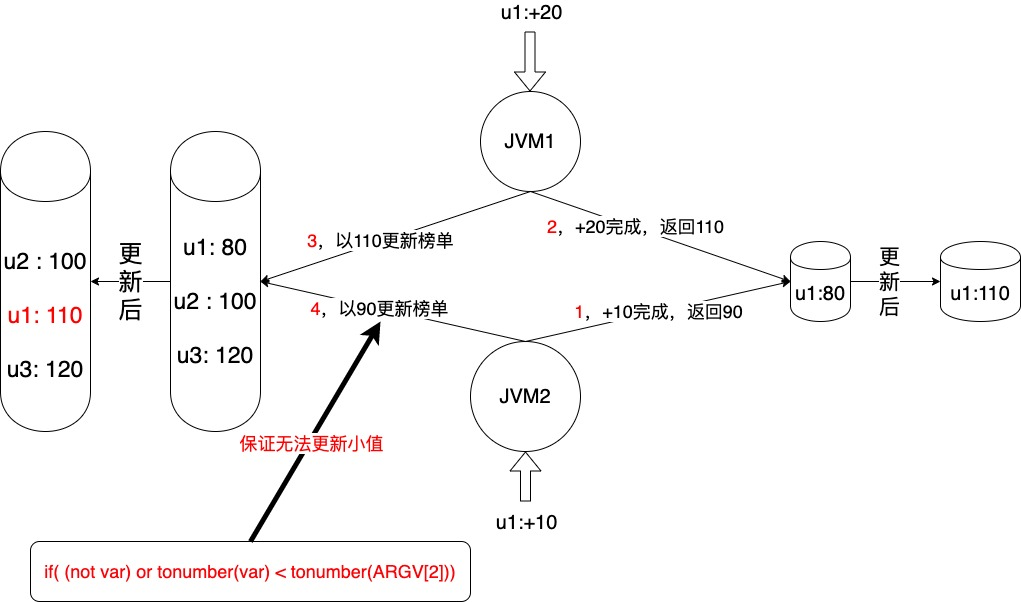 u1:+20
JVM1
2，+20完成，返回110
3，以110更新榜单
u1: 80
u2 : 100
u3: 120
更新后
u2 : 100
u1: 110
u3: 120
4，以90更新榜单
1，+10完成，返回90
u1:80
更新后
u1:110
JVM2
u1:+10
保证无法更新小值
if( (not var) or tonumber(var) < tonumber(ARGV[2]))